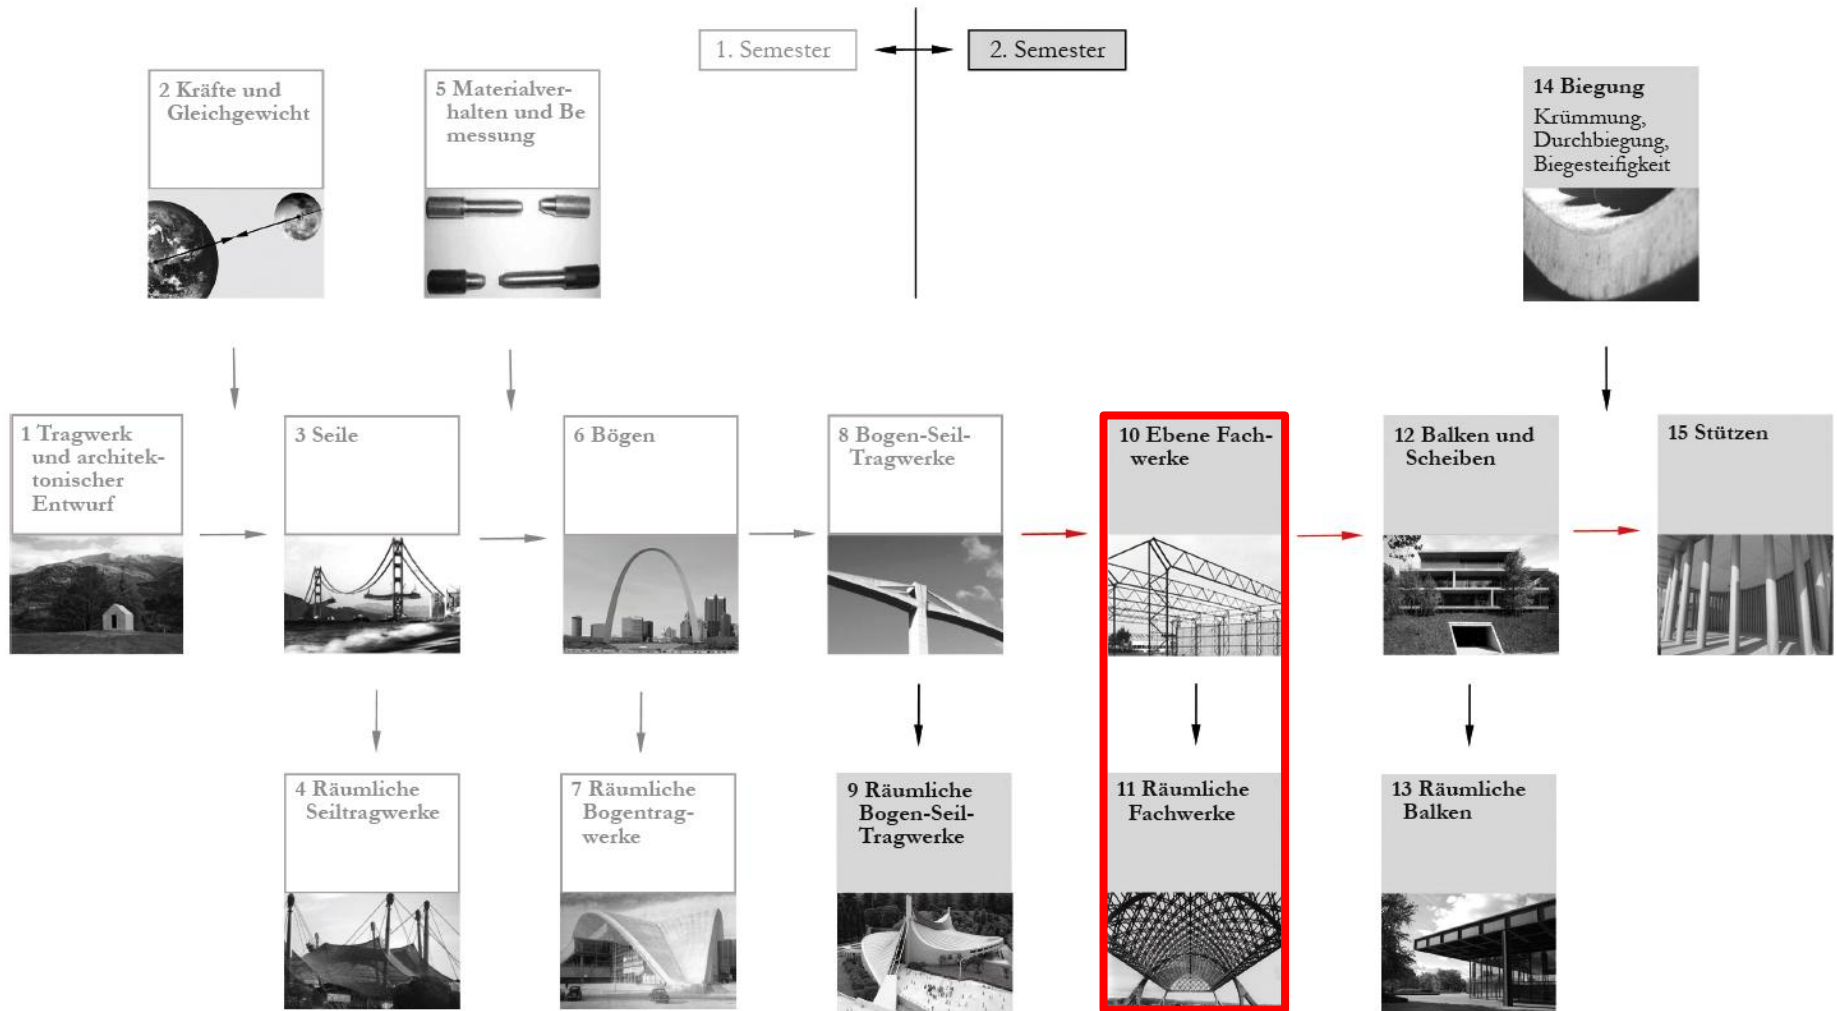 1. Semester
2. Semester
2 Kräfte und
Gleichgewicht
5 Materialver-
halten und Be
messung
14 Biegung
Krümmung,
Durchbiegung,
Biegesteifigkeit
1 Tragwerk
und architek-
tonischer
Entwurf
3 Seile
6 Bögen
8 Bogen-Seil-
Tragwerke
10 Ebene Fach-
werke
12 Balken und
Scheiben
15 Stützen
4 Räumliche
Seiltragwerke
7 Räumliche
Bogentrag-
werke
9 Räumliche
Bogen-Seil-
Tragwerke
11 Räumliche
Fachwerke
13 Räumliche
Balken